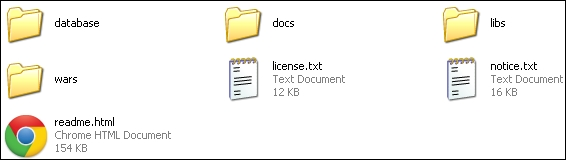 database
docs
libs
wars
license.txt
Text Document
12 KB
notice.txt
Text Document
16 KB
readme.html
Chrome HTML Document
154 KB